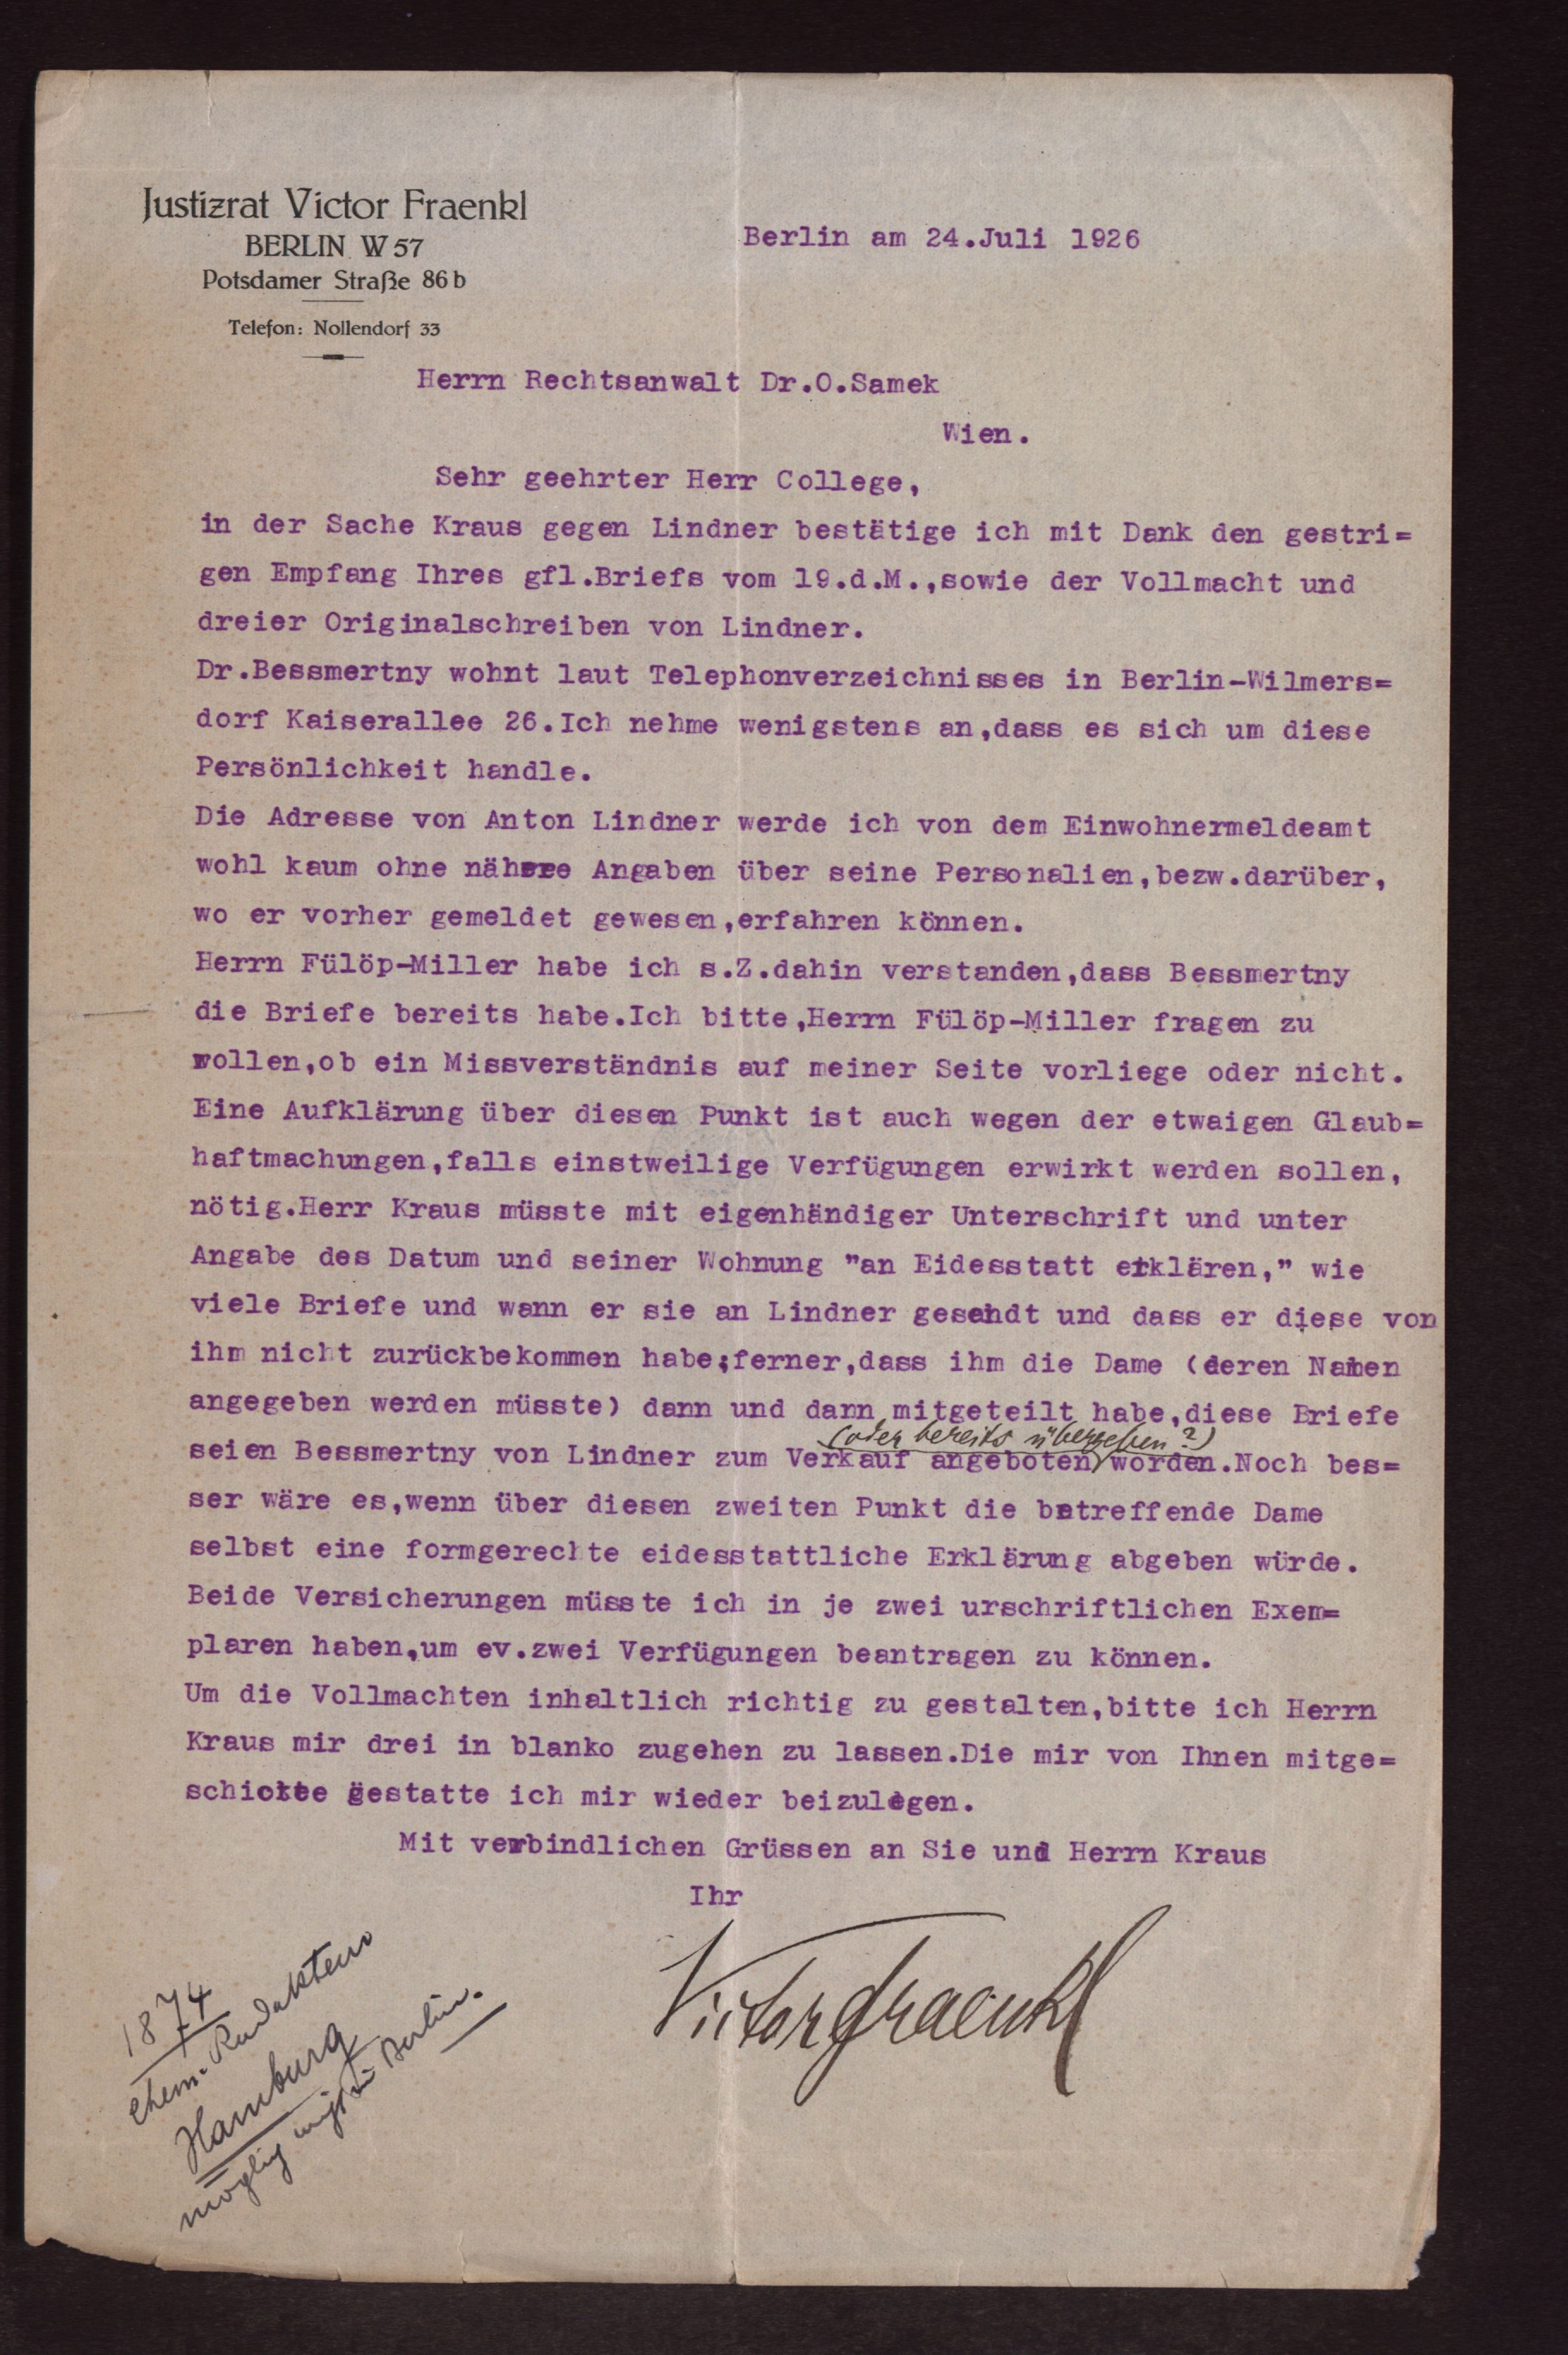 Justizrat Victor Fraenkl
BERLIN W 57
Potsdamer Straße 86 b
Telefon: Nollendorf 33
Berlin am 24.Juli 1926
Herrn Rechtsanwalt Dr.O.Samek
Wien.
Sehr geehrter Herr College,
in der Sache Kraus gegen Lindner bestätige ich mit Dank den gestri=
gen Empfang Ihres gfl.Briefs vom 19.d.M.,sowie der Vollmacht und
dreier Originalschreiben von Lindner.
Dr.Bessmertny wohnt laut Telephonverzeichnisses in Berlin-Wilmers=
dorf Kaiserallee 26.Ich nehme wenigstens an,dass es sich um diese
Persönlichkeit handle.
Die Adresse von Anton Lindner werde ich von dem Einwohnermeldeamt
wohl kaum ohne nähere Angaben über seine Personalien,bezw.darüber,
wo er vorher gemeldet gewesen,erfahren können.
Herrn Fülöp-Miller habe ich s.Z.dahin verstanden,dass Bessmertny
die Briefe bereits habe.Ich bitte,Herrn Fülöp-Miller fragen zu
wollen,ob ein Missverständnis auf meiner Seite vorliege oder nicht.
Eine Aufklärung über diesen Punkt ist auch wegen der etwaigen Glaub=
haftmachungen,falls einstweilige Verfügungen erwirkt werden sollen,
nötig.Herr Kraus müsste mit eigenhändiger Unterschrift und unter
Angabe des Datum und seiner Wohnung "an Eidesstatt erklären," wie
viele Briefe und wann er sie an Lindner gesandt und dass er diese von
ihm nicht zurückbekommen habe;ferner,dass ihm die Dame (deren Namen
angegeben werden müsste) dann und dann mitgeteilt habe,diese Briefe
(oder bereits übergeben?)
seien Bessmertny von Lindner zum Verkauf angeboten worden.Noch bes=
ser wäre es,wenn über diesen zweiten Punkt die betreffende Dame
selbst eine formgerechte eidesstattliche Erklärung abgeben würde.
Beide Versicherungen müsste ich in je zwei urschriftlichen Exem=
plaren haben,um ev.zwei Verfügungen beantragen zu können.
Um die Vollmachten inhaltlich richtig zu gestalten,bitte ich Herrn
Kraus mir drei in blanko zugehen zu lassen.Die mir von Ihnen mitge=
schickte gestatte ich mir wieder beizulegen.
Mit verbindlichen Grüssen an Sie und Herrn Kraus
Ihr
Victor Fraenkl
1874
ehem. Redakteur
Hamburg
in Berlin.